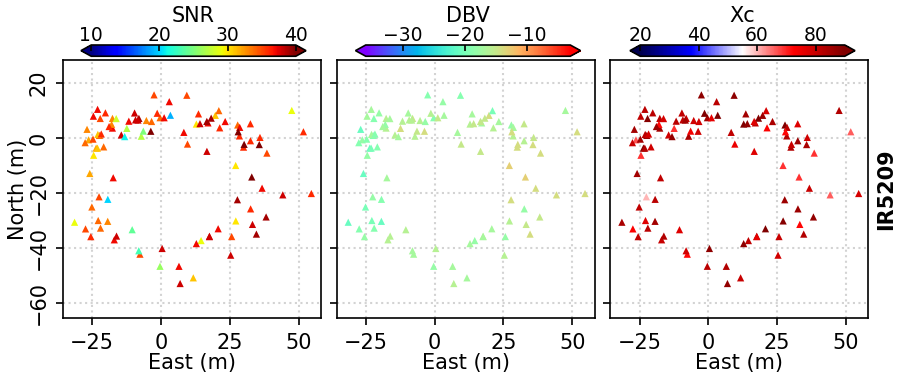 SNR DBV Xc
10 20 30 40 −30 −20 −10 20 40 60 80
20
0
−20
−40
−60
North (m)
IR5209
−25 0 25 50 −25 0 25 50 −25 0 25 50
East (m) East (m) East (m)